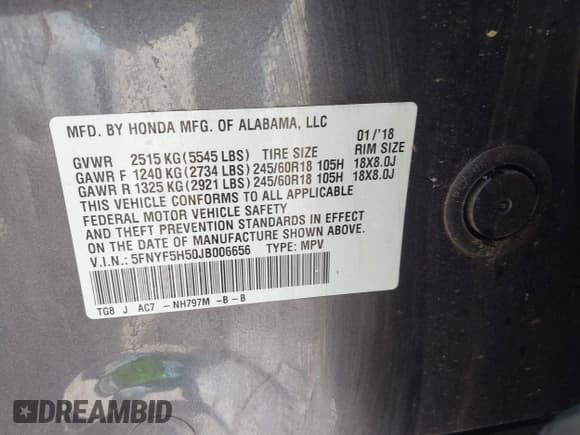 MFD. BY HONDA MFG. OF ALABAMA, LLC 01/'18
GVWR 2515 KG (5545 LBS) TIRE SIZE RIM SIZE
GAWR F 1240 KG (2734 LBS) 245/60R18 105H 18X8.0J
GAWR R 1325 KG (2921 LBS) 245/60R18 105H 18X8.0J
THIS VEHICLE CONFORMS TO ALL APPLICABLE
FEDERAL MOTOR VEHICLE SAFETY
AND THEFT PREVENTION STANDARDS IN EFFECT
ON THE DATE OF MANUFACTURE SHOWN ABOVE.
V.I.N.: 5FNYF5H50JB006656 TYPE: MPV
TG8 J AC7 -NH797M -B-B
DREAMBID